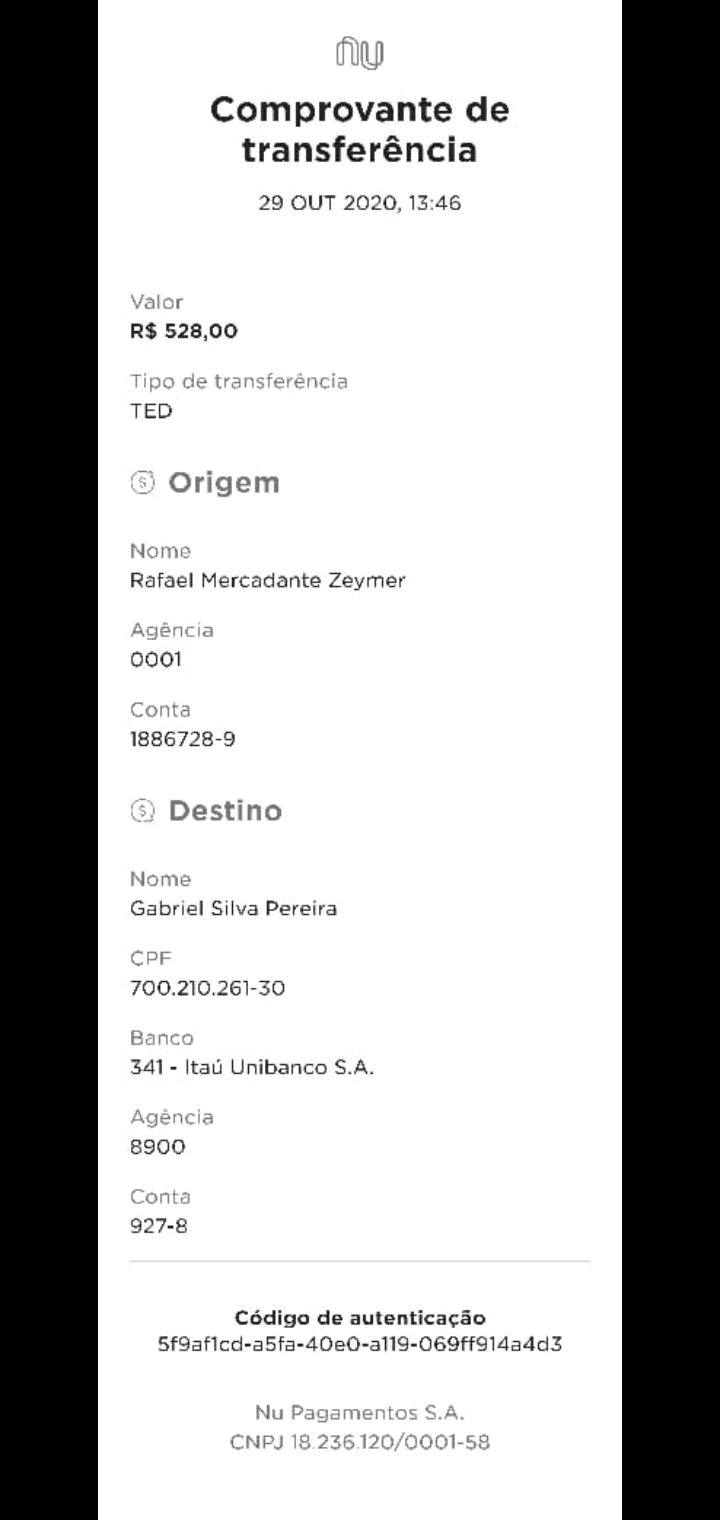 nu
Comprovante de
transferência
29 OUT 2020, 13:46
Valor
R$ 528,00
Tipo de transferência
TED
Origem
Nome
Rafael Mercadante Zeymer
Agência
0001
Conta
1886728-9
Destino
Nome
Gabriel Silva Pereira
CPF
700.210.261-30
Banco
341 - Itaú Unibanco S.A.
Agência
8900
Conta
927-8
Código de autenticação
5f9af1cd-a5fa-40e0-a119-069ff914a4d3
Nu Pagamentos S.A.
CNPJ 18.236.120/0001-58